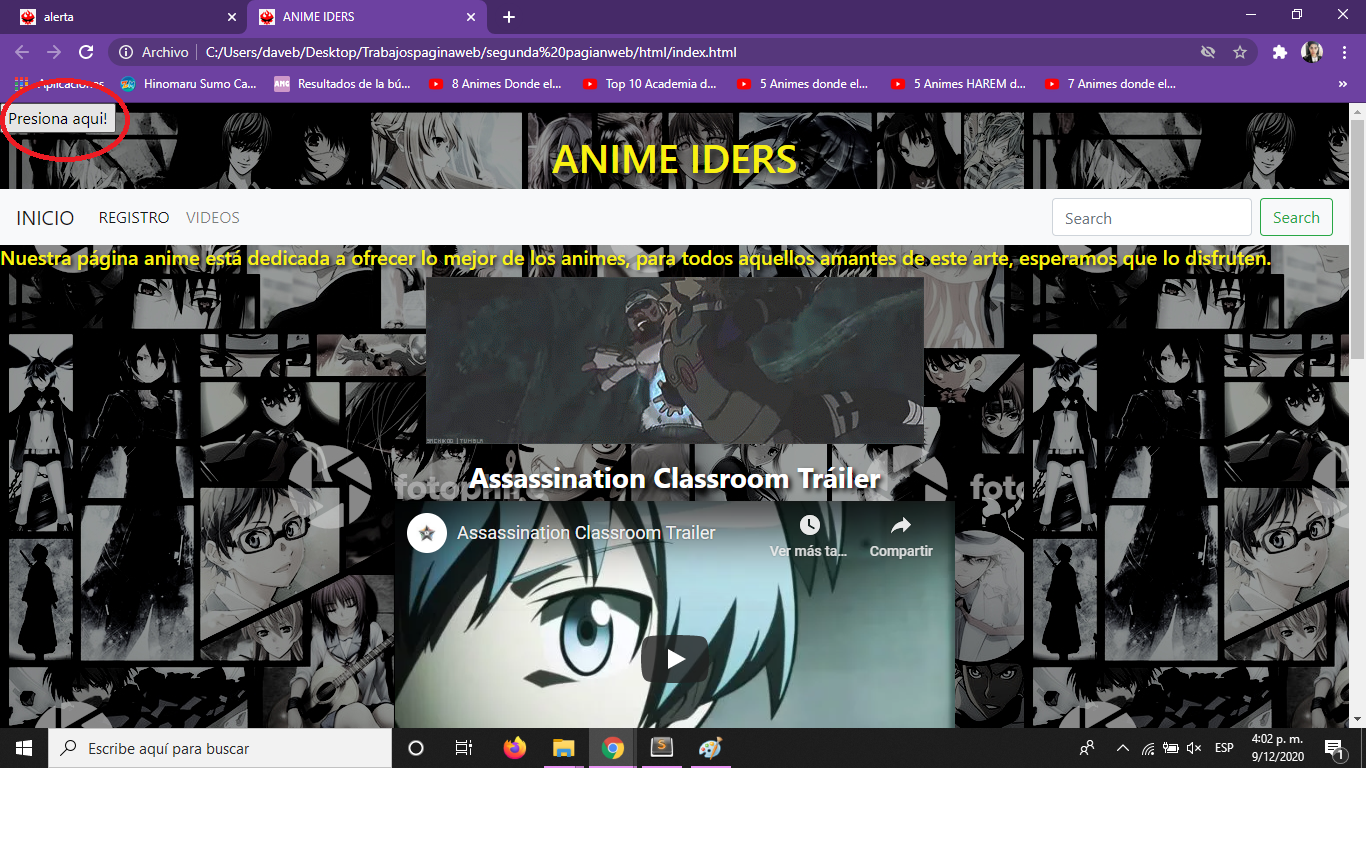 alerta
ANIME IDERS
Archivo
C:/Users/daveb/Desktop/Trabajospaginaweb/segunda%20pagianweb/html/index.html
Aplicaciones
Hinomaru Sumo Ca...
AMG
Resultados de la bú...
8 Animes Donde el...
Top 10 Academia d...
5 Animes donde el...
5 Animes HAREM d...
7 Animes donde el...
»
Presiona aqui!
ANIME IDERS
INICIO REGISTRO VIDEOS
Search
Search
Nuestra página anime está dedicada a ofrecer lo mejor de los animes, para todos aquellos amantes de este arte, esperamos que lo disfruten.
Assassination Classroom Tráiler
Assassination Classroom Trailer
Ver más ta...
Compartir
Escribe aquí para buscar
ESP
4:02 p. m.
9/12/2020
1